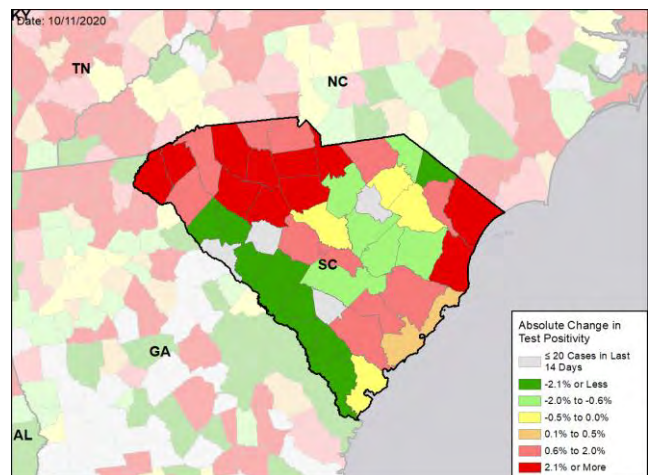 KY
Date: 10/11/2020
TN
NC
SC
GA
AL
Absolute Change in
Test Positivity
≤ 20 Cases in Last
14 Days
-2.1% or Less
-2.0% to -0.6%
-0.5% to 0.0%
0.1% to 0.5%
0.6% to 2.0%
2.1% or More